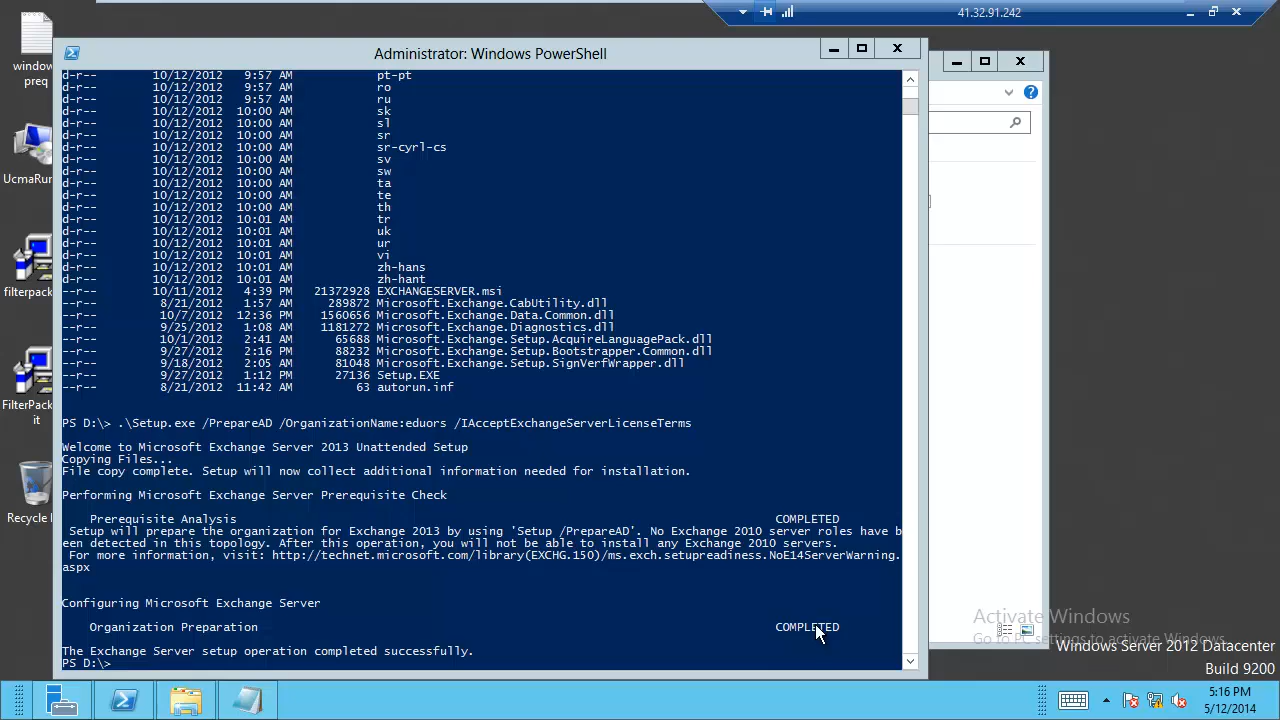 41.32.91.242
Administrator: Windows PowerShell
window
preq
UcmaRun
filterpack
FilterPack
it
Recycle
d-r-- 10/12/2012 9:57 AM pt-pt
d-r-- 10/12/2012 9:57 AM ro
d-r-- 10/12/2012 9:57 AM ru
d-r-- 10/12/2012 10:00 AM sk
d-r-- 10/12/2012 10:00 AM sl
d-r-- 10/12/2012 10:00 AM sr
d-r-- 10/12/2012 10:00 AM sr-cyrl-cs
d-r-- 10/12/2012 10:00 AM sv
d-r-- 10/12/2012 10:00 AM sw
d-r-- 10/12/2012 10:00 AM ta
d-r-- 10/12/2012 10:00 AM te
d-r-- 10/12/2012 10:00 AM th
d-r-- 10/12/2012 10:01 AM tr
d-r-- 10/12/2012 10:01 AM uk
d-r-- 10/12/2012 10:01 AM ur
d-r-- 10/12/2012 10:01 AM vi
d-r-- 10/12/2012 10:01 AM zh-hans
d-r-- 10/12/2012 10:01 AM zh-hant
--r-- 10/11/2012 4:39 PM 21372928 EXCHANGESERVER.msi
--r-- 8/21/2012 1:57 AM 289872 Microsoft.Exchange.CabUtility.dll
--r-- 10/7/2012 12:36 PM 1560656 Microsoft.Exchange.Data.Common.dll
--r-- 9/25/2012 1:08 AM 1181272 Microsoft.Exchange.Diagnostics.dll
--r-- 10/1/2012 2:41 AM 65688 Microsoft.Exchange.Setup.AcquireLanguagePack.dll
--r-- 9/27/2012 2:16 PM 88232 Microsoft.Exchange.Setup.Bootstrapper.Common.dll
--r-- 9/18/2012 2:05 AM 81048 Microsoft.Exchange.Setup.SignVerfWrapper.dll
--r-- 9/27/2012 1:12 PM 27136 Setup.EXE
--r-- 8/21/2012 11:42 AM 63 autorun.inf
PS D:\> .\Setup.exe /PrepareAD /OrganizationName:eduors /IAcceptExchangeServerLicenseTerms
Welcome to Microsoft Exchange Server 2013 Unattended Setup
Copying Files...
File copy complete. Setup will now collect additional information needed for installation.
Performing Microsoft Exchange Server Prerequisite Check
Prerequisite Analysis COMPLETED
Setup will prepare the organization for Exchange 2013 by using 'Setup /PrepareAD'. No Exchange 2010 server roles have b
een detected in this topology. After this operation, you will not be able to install any Exchange 2010 servers.
For more information, visit: http://technet.microsoft.com/library(EXCHG.150)/ms.exch.setupreadiness.NoE14ServerWarning.
aspx
Configuring Microsoft Exchange Server
Organization Preparation COMPLETED
The Exchange Server setup operation completed successfully.
PS D:\>
Activate Windows
Go to PC settings to activate Windows.
Windows Server 2012 Datacenter
Build 9200
5:16 PM
5/12/2014